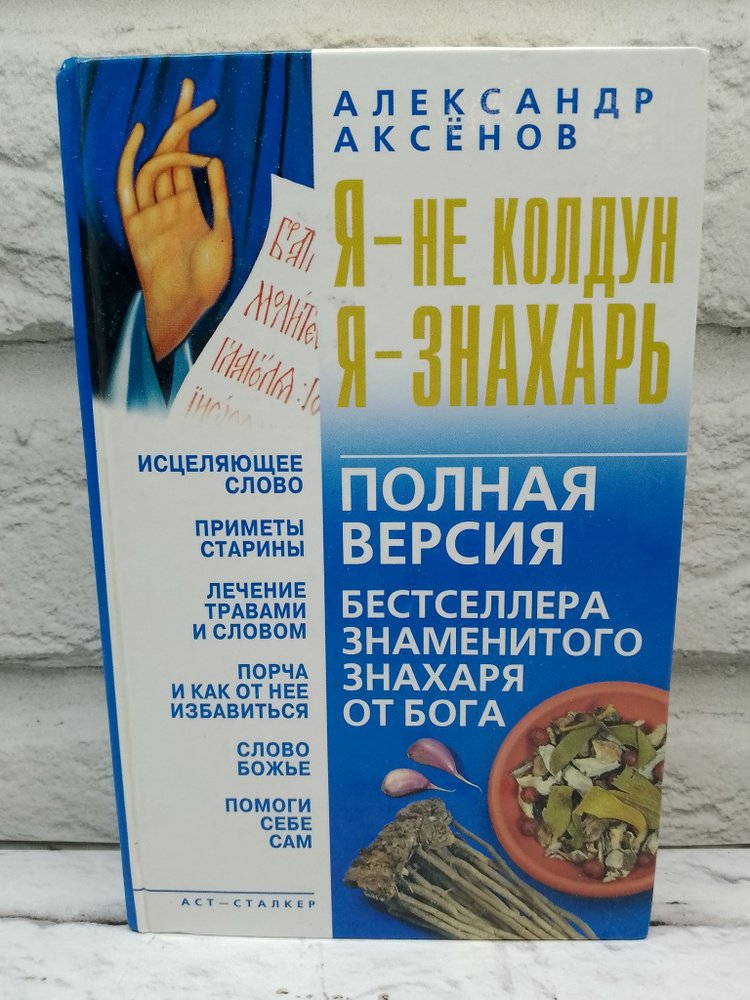 АЛЕКСАНДР
АКСЁНОВ
Я – НЕ КОЛДУН
Я – ЗНАХАРЬ
ИСЦЕЛЯЮЩЕЕ
СЛОВО
ПРИМЕТЫ
СТАРИНЫ
ЛЕЧЕНИЕ
ТРАВАМИ
И СЛОВОМ
ПОРЧА
И КАК ОТ НЕЕ
ИЗБАВИТЬСЯ
СЛОВО
БОЖЬЕ
ПОМОГИ
СЕБЕ
САМ
АСТ—СТАЛКЕР
ПОЛНАЯ
ВЕРСИЯ
БЕСТСЕЛЛЕРА
ЗНАМЕНИТОГО
ЗНАХАРЯ
ОТ БОГА